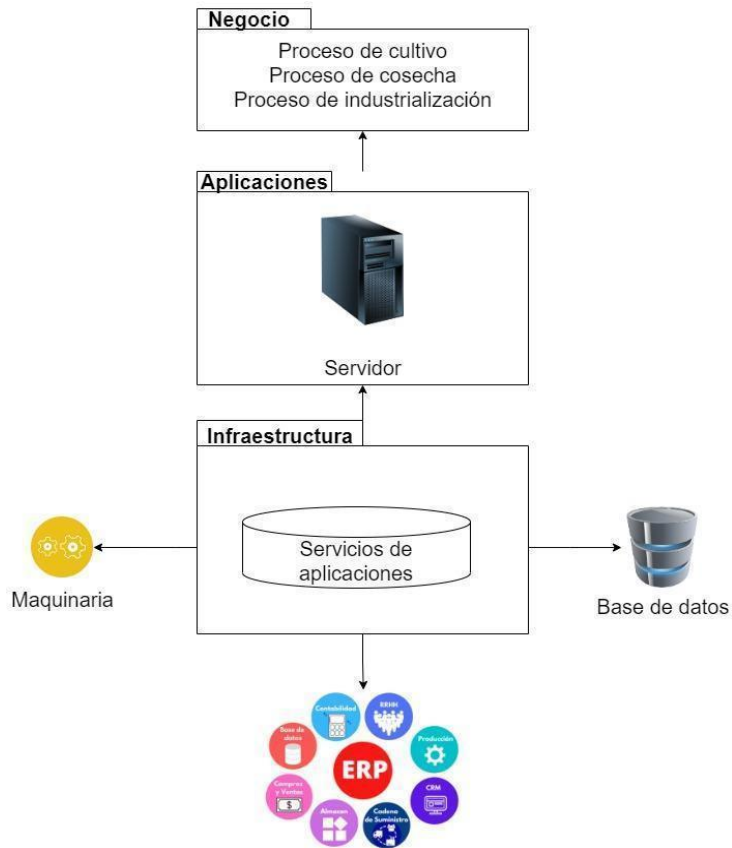 Negocio
Proceso de cultivo
Proceso de cosecha
Proceso de industrialización
Aplicaciones
Servidor
Infraestructura
Servicios de
aplicaciones
Maquinaria
Base de datos
Contabilidad
RRHH
Base de
datos
Producción
ERP
Compras
y Ventas
$
CRM
Almacen
Cadena
de Suministro